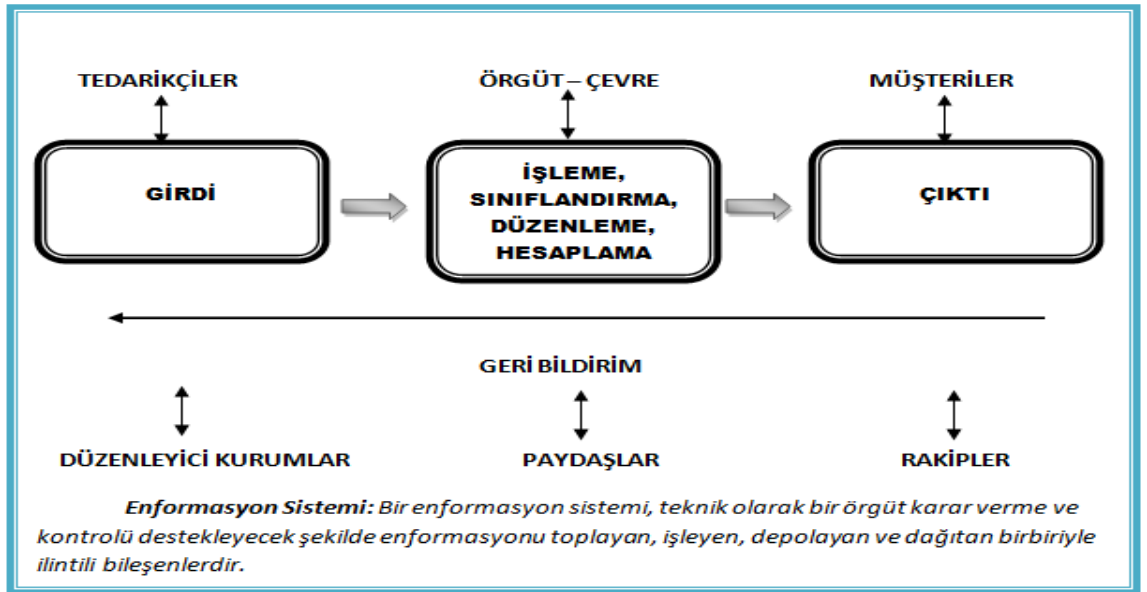 TEDARİKÇİLER
ÖRGÜT – ÇEVRE
MÜŞTERİLER
GİRDİ
İŞLEME,
SINIFLANDIRMA,
DÜZENLEME,
HESAPLAMA
ÇIKTI
GERİ BİLDİRİM
DÜZENLEYİCİ KURUMLAR
PAYDAŞLAR
RAKİPLER
Enformasyon Sistemi: Bir enformasyon sistemi, teknik olarak bir örgüt karar verme ve
kontrolü destekleyecek şekilde enformasyonu toplayan, işleyen, depolayan ve dağıtan birbiriyle
ilintili bileşenlerdir.